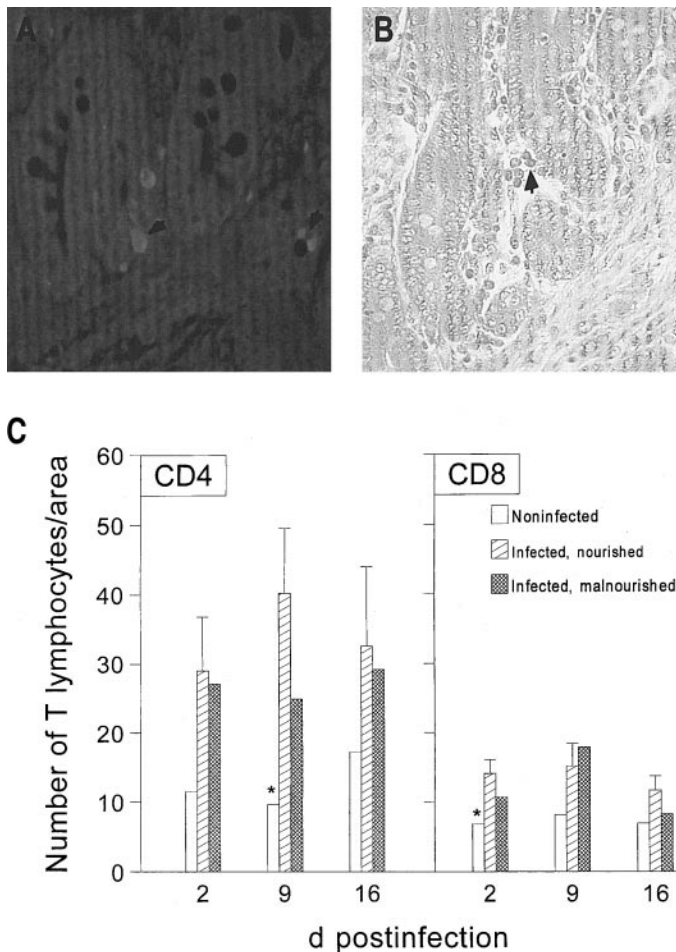 A
B
C
Number of T lymphocytes/area
60
50
40
30
20
10
0
CD4
CD8
Noninfected
Infected, nourished
Infected, malnourished
*
*
2
9
16
2
9
16
d postinfection